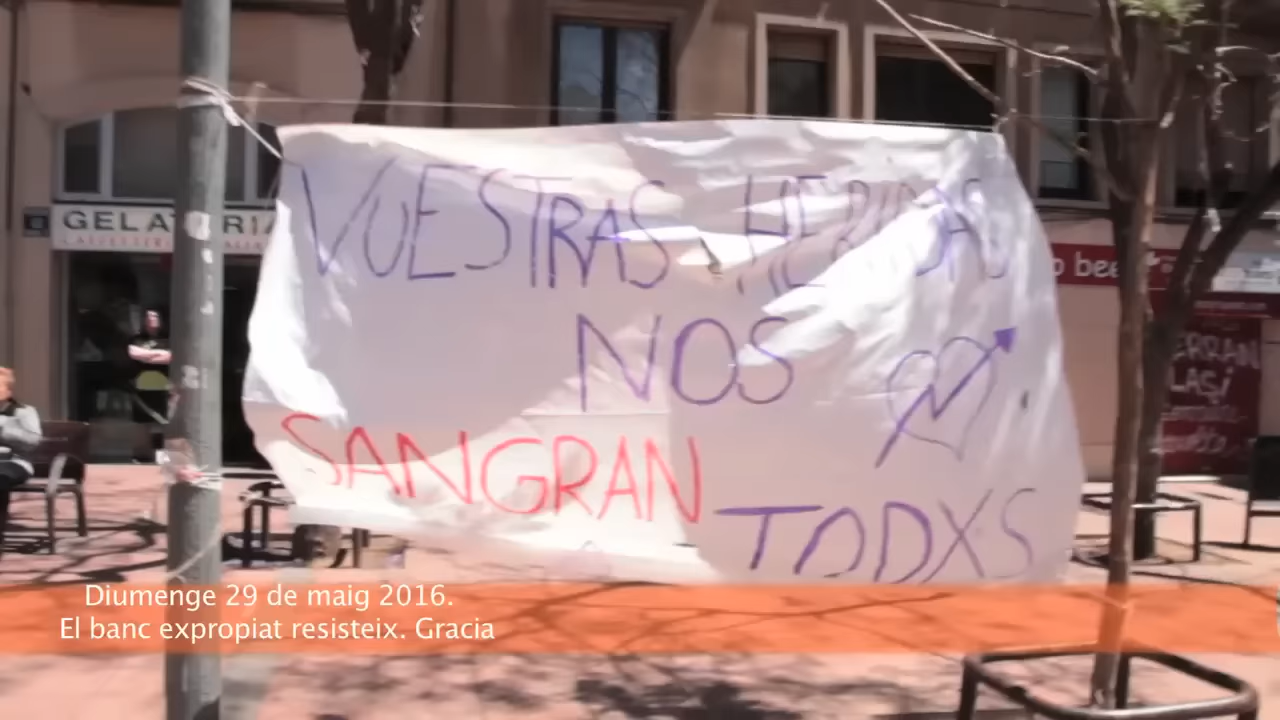 GELATERIA
VUESTRAS HERIDAS
NOS
SANGRAN
TODXS
Diumenge 29 de maig 2016.
El banc expropiat resisteix. Gracia